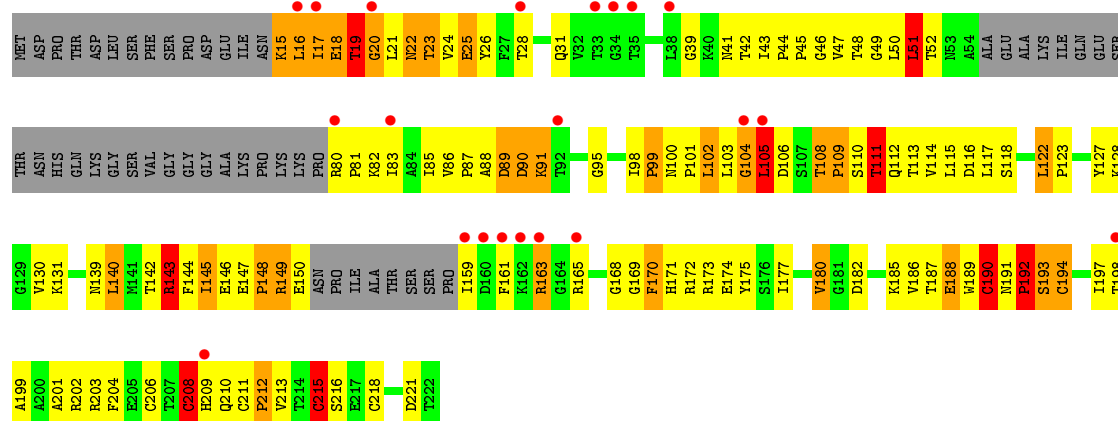 MET ASP PRO THR ASP LEU SER PHE SER PRO ASP GLU ILE ASN K15 L16 I17 E18 T19 G20 L21 N22 T23 V24 E25 Y26 F27 T28 Q31 V32 T33 G34 T35 L38 G39 K40 N41 T42 I43 P44 P45 G46 V47 T48 G49 L50 L51 T52 N53 A54 ALA GLU ALA LYS ILE GLN GLU SER
THR ASN HIS GLN LYS GLY SER VAL GLY GLY GLY ALA LYS PRO LYS LYS PRO R80 P81 K82 I83 A84 I85 V86 P87 A88 D89 D90 K91 T92 G95 I98 P99 N100 P101 L102 L103 G104 L105 D106 S107 T108 P109 S110 T111 Q112 T113 V114 L115 D116 L117 S118 L122 P123 Y127 K128
G129 V130 K131 N139 L140 M141 T142 R143 F144 I145 E146 E147 P148 R149 E150 ASN PRO ILE ALA THR SER SER PRO I159 D160 F161 K162 R163 G164 R165 G168 G169 F170 H171 R172 R173 E174 Y175 S176 I177 V180 G181 D182 K185 V186 T187 E188 W189 C190 N191 P192 S193 C194 I197 T198
A199 A200 A201 R202 R203 F204 E205 C206 T207 C208 H209 Q210 C211 P212 V213 T214 C215 S216 E217 C218 D221 T222